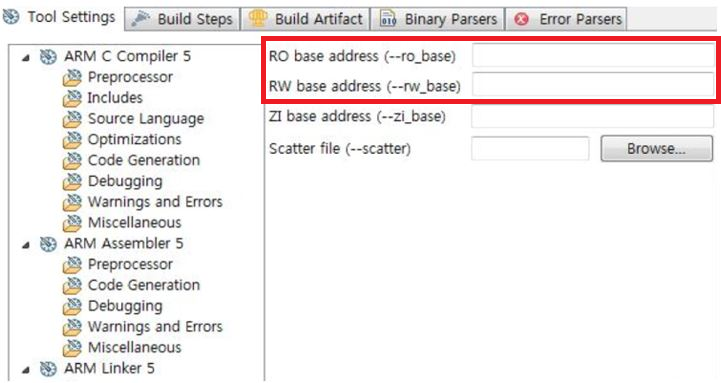 Tool Settings Build Steps Build Artifact Binary Parsers Error Parsers
ARM C Compiler 5
Preprocessor
Includes
Source Language
Optimizations
Code Generation
Debugging
Warnings and Errors
Miscellaneous
ARM Assembler 5
Preprocessor
Code Generation
Debugging
Warnings and Errors
Miscellaneous
ARM Linker 5
RO base address (--ro_base)
RW base address (--rw_base)
ZI base address (--zi_base)
Scatter file (--scatter) Browse...